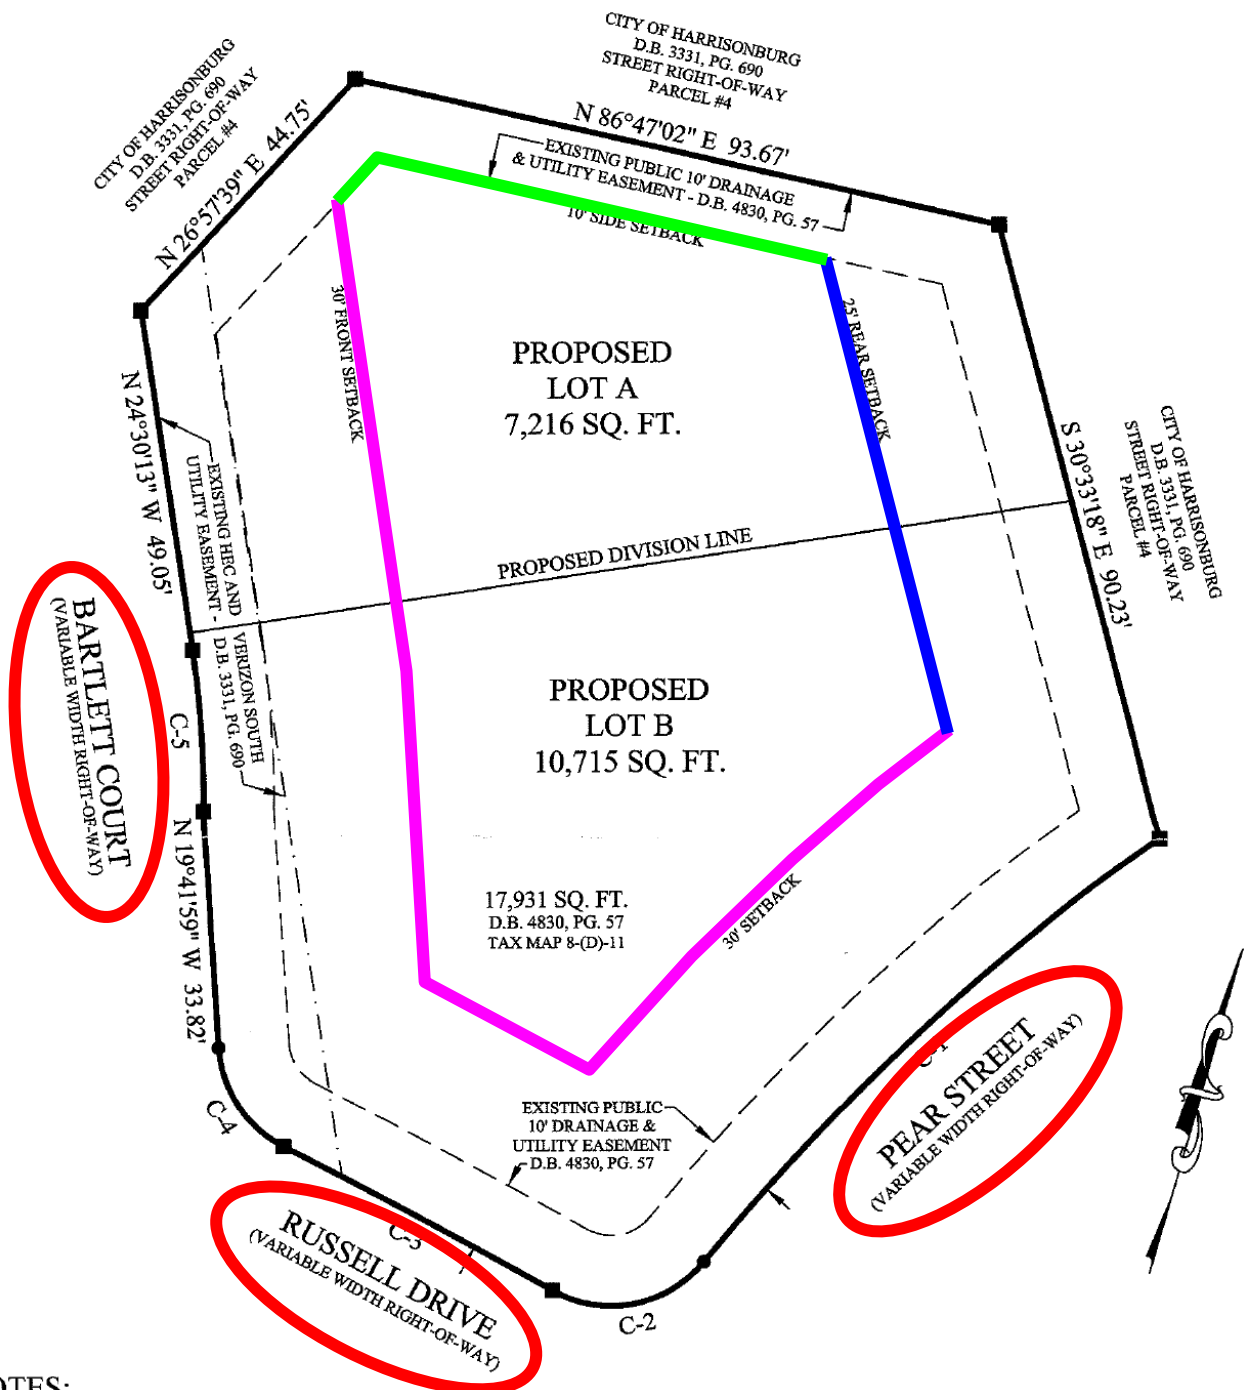 CITY OF HARRISONBURG
D.B. 3331, PG. 690
STREET RIGHT-OF-WAY
PARCEL #4
CITY OF HARRISONBURG
D.B. 3331, PG. 690
STREET RIGHT-OF-WAY
PARCEL #4
N 26°57'39" E 44.75'
N 86°47'02" E 93.67'
EXISTING PUBLIC 10' DRAINAGE
& UTILITY EASEMENT - D.B. 4830, PG. 57
10' SIDE SETBACK
30' FRONT SETBACK
25' REAR SETBACK
PROPOSED
LOT A
7,216 SQ. FT.
CITY OF HARRISONBURG
D.B. 3331, PG. 690
STREET RIGHT-OF-WAY
PARCEL #4
S 30°33'18" E 90.23'
N 24°30'13" W 49.05'
EXISTING HEC AND VERIZON SOUTH
UTILITY EASEMENT - D.B. 3331, PG. 690
PROPOSED DIVISION LINE
BARTLETT COURT
(VARIABLE WIDTH RIGHT-OF-WAY)
C-5
PROPOSED
LOT B
10,715 SQ. FT.
N 19°41'59" W 33.82'
17,931 SQ. FT.
D.B. 4830, PG. 57
TAX MAP 8-(D)-11
30' SETBACK
C-4
EXISTING PUBLIC
10' DRAINAGE &
UTILITY EASEMENT
D.B. 4830, PG. 57
PEAR STREET
(VARIABLE WIDTH RIGHT-OF-WAY)
RUSSELL DRIVE
(VARIABLE WIDTH RIGHT-OF-WAY)
C-3
C-2